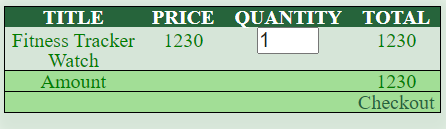 TITLE PRICE QUANTITY TOTAL
Fitness Tracker 1230 1 1230
Watch
Amount 1230
Checkout